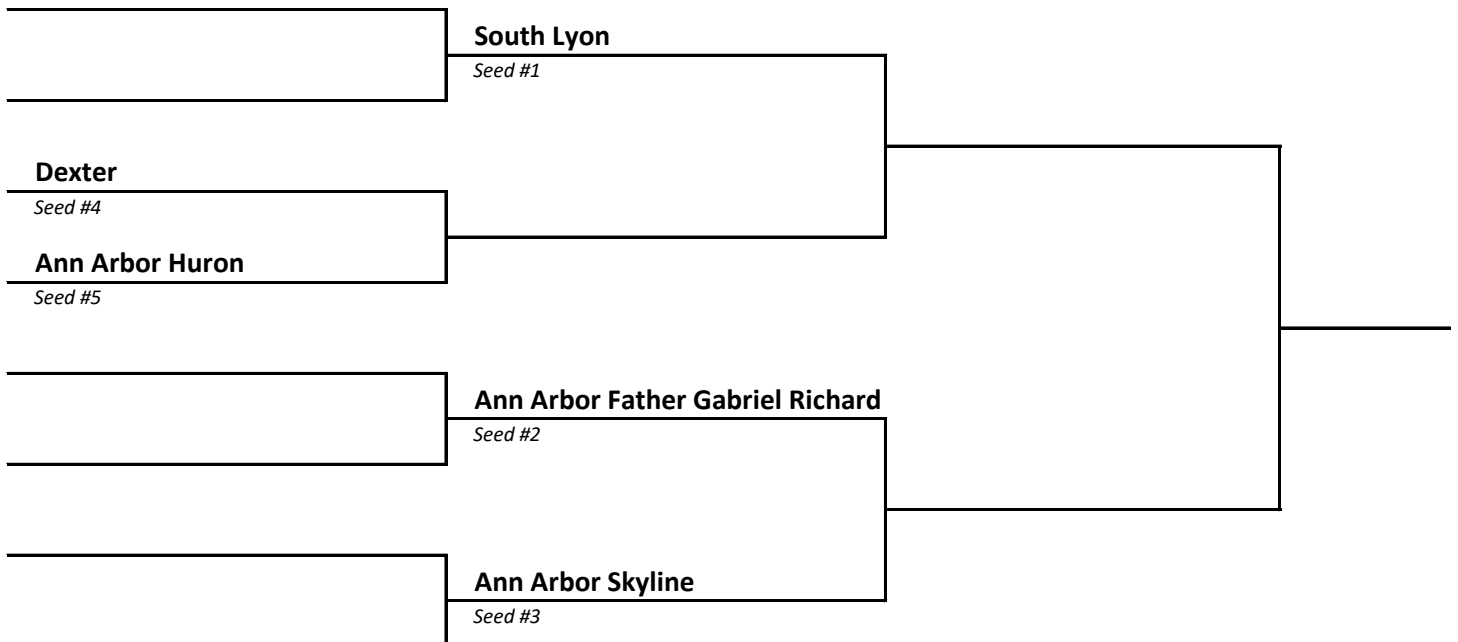 South Lyon
Seed #1
Dexter
Seed #4
Ann Arbor Huron
Seed #5
Ann Arbor Father Gabriel Richard
Seed #2
Ann Arbor Skyline
Seed #3